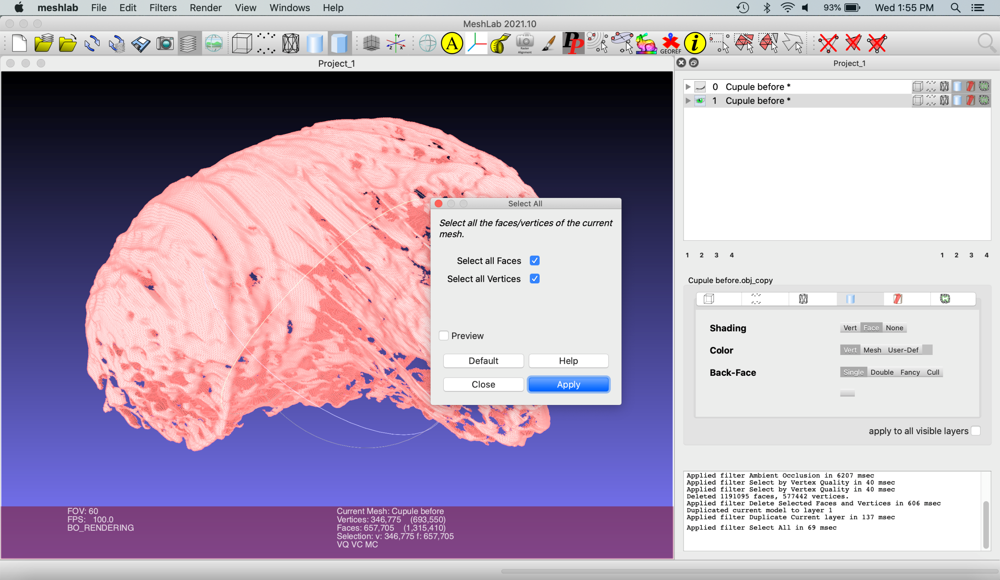 meshlab File Edit Filters Render View Windows Help 93% Wed 1:55 PM
MeshLab 2021.10
Y
Z X
A
Raster
Alignment
PP
GEOREF
i
Project_1
Project_1
0 Cupule before *
1 Cupule before *
Select All
Select all the faces/vertices of the current
mesh.
Select all Faces
Select all Vertices
Preview
Default Help
Close Apply
1 2 3 4 1 2 3 4
Cupule before.obj_copy
Shading Vert Face None
Color Vert Mesh User-Def
Back-Face Single Double Fancy Cull
apply to all visible layers
Applied filter Ambient Occlusion in 6207 msec
Applied filter Select by Vertex Quality in 40 msec
Applied filter Select by Vertex Quality in 40 msec
Deleted 1191095 faces, 577442 vertices.
Applied filter Delete Selected Faces and Vertices in 606 msec
Duplicated current model to layer 1
Applied filter Duplicate Current layer in 137 msec
Applied filter Select All in 69 msec
FOV: 60
FPS: 100.0
BO_RENDERING
Current Mesh: Cupule before
Vertices: 346,775 (693,550)
Faces: 657,705 (1,315,410)
Selection: v: 346,775 f: 657,705
VQ VC MC